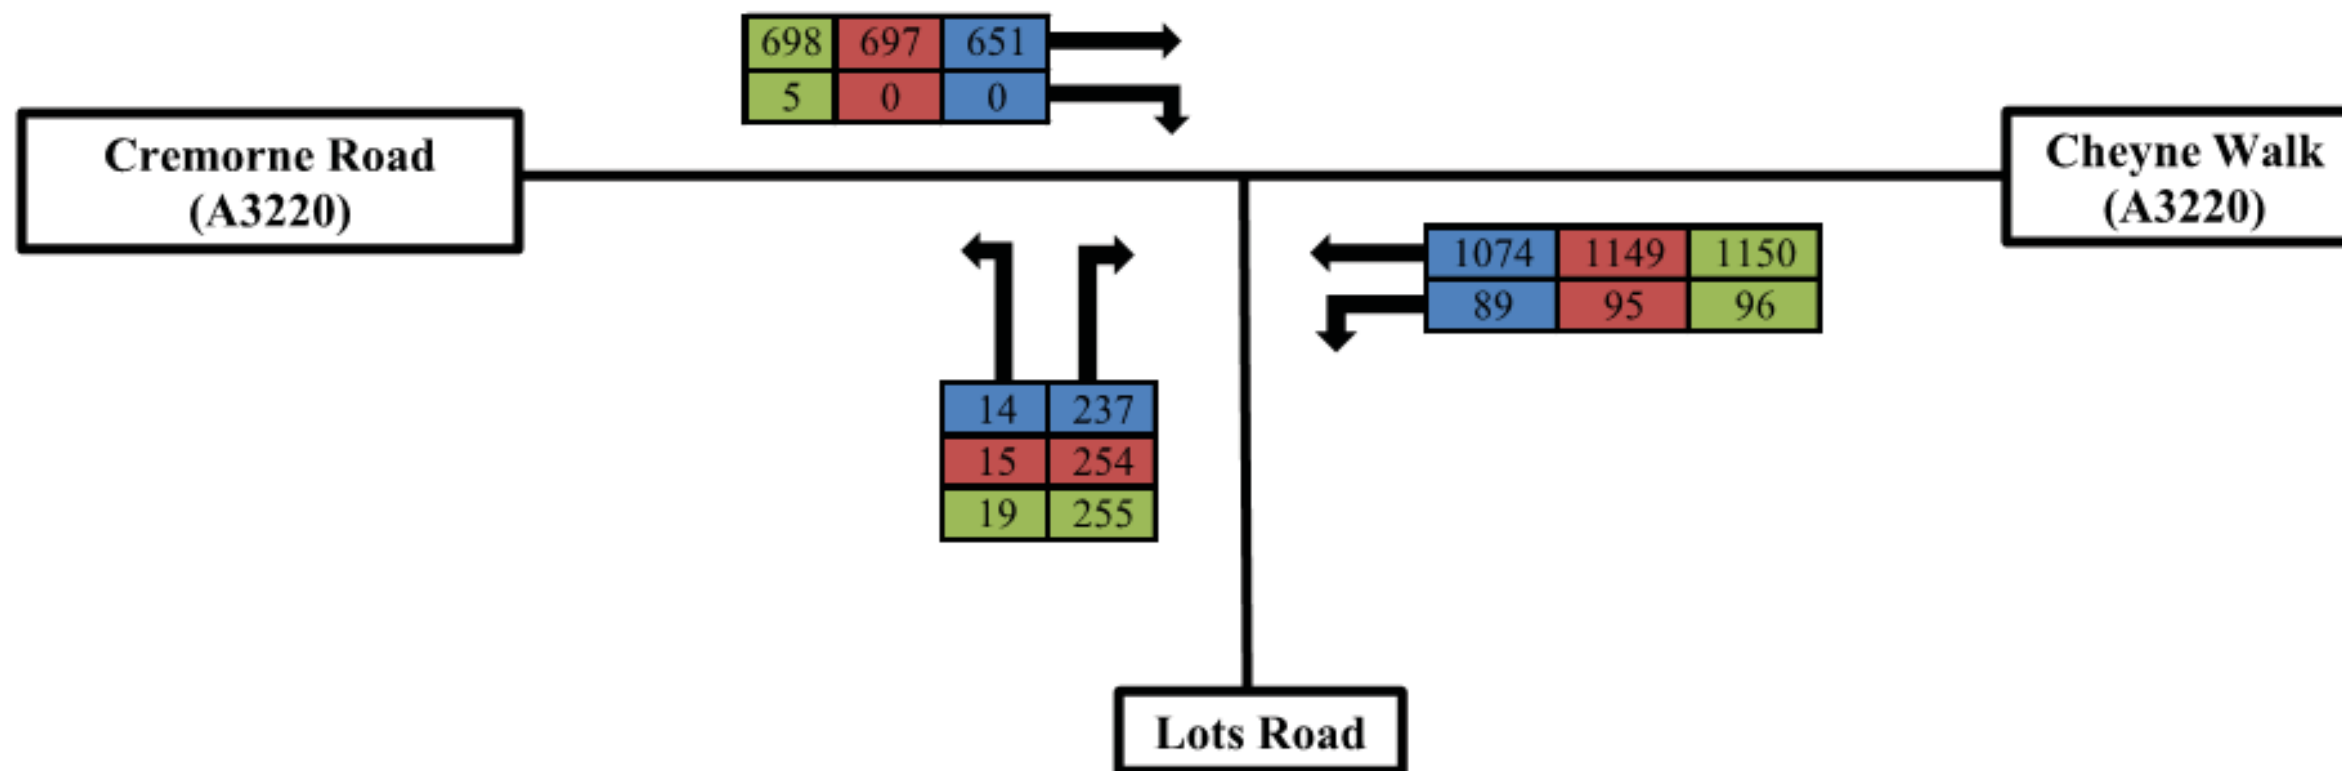 698 697 651
5 0 0
Cremorne Road
(A3220)
Cheyne Walk
(A3220)
1074 1149 1150
89 95 96
14 237
15 254
19 255
Lots Road